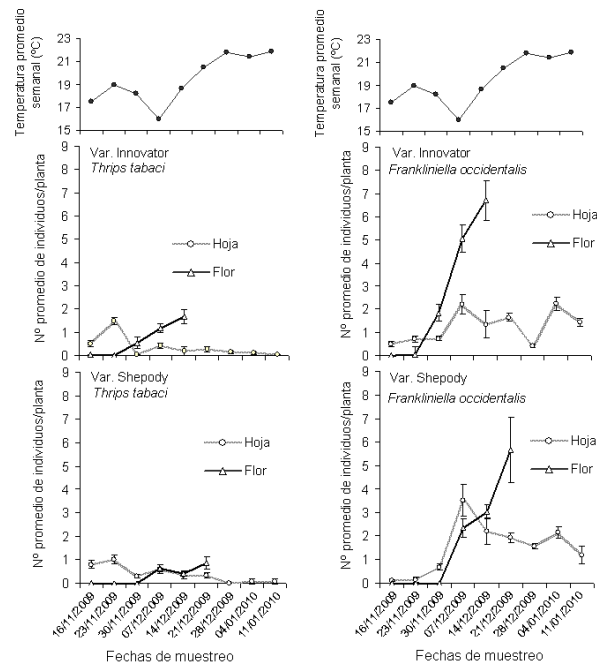 Temperatura promedio
semanal (ºC)
23
21
19
17
15
Temperatura promedio
semanal (ºC)
23
21
19
17
15
Nº promedio de individuos/planta
9
8
7
6
5
4
3
2
1
0
Var. Innovator
Thrips tabaci
Hoja
Flor
Nº promedio de individuos/planta
9
8
7
6
5
4
3
2
1
0
Var. Innovator
Frankliniella occidentalis
Hoja
Flor
Nº promedio de individuos/planta
9
8
7
6
5
4
3
2
1
0
Var. Shepody
Thrips tabaci
Hoja
Flor
16/11/2009
23/11/2009
30/11/2009
07/12/2009
14/12/2009
21/12/2009
28/12/2009
04/01/2010
11/01/2010
Fechas de muestreo
Nº promedio de individuos/planta
9
8
7
6
5
4
3
2
1
0
Var. Shepody
Frankliniella occidentalis
Hoja
Flor
16/11/2009
23/11/2009
30/11/2009
07/12/2009
14/12/2009
21/12/2009
28/12/2009
04/01/2010
11/01/2010
Fechas de muestreo